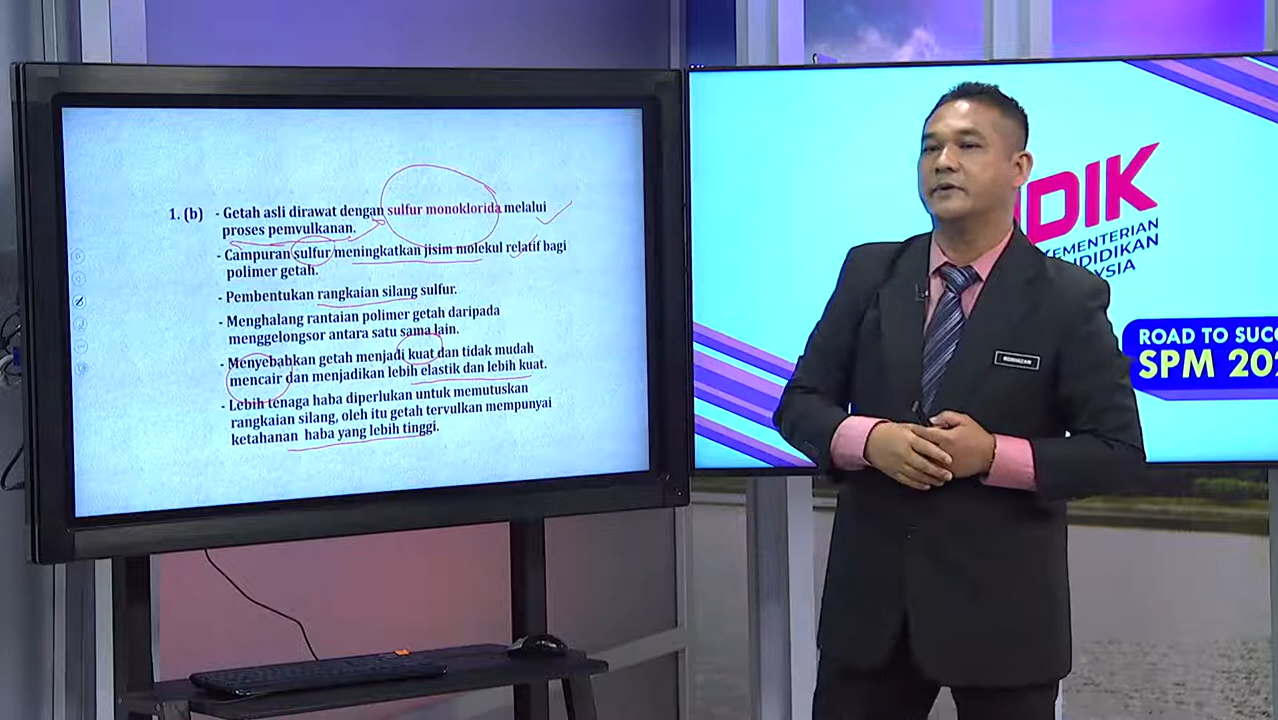 1. (b) - Getah asli dirawat dengan sulfur monoklorida melalui
proses pemvulkanan.
- Campuran sulfur meningkatkan jisim molekul relatif bagi
polimer getah.
- Pembentukan rangkaian silang sulfur.
- Menghalang rantaian polimer getah daripada
menggelongsor antara satu sama lain.
- Menyebabkan getah menjadi kuat dan tidak mudah
mencair dan menjadikan lebih elastik dan lebih kuat.
- Lebih tenaga haba diperlukan untuk memutuskan
rangkaian silang, oleh itu getah tervulkan mempunyai
ketahanan haba yang lebih tinggi.
IDIK
KEMENTERIAN
NDIDIKAN
AYSIA
ROAD TO SUCC
SPM 202